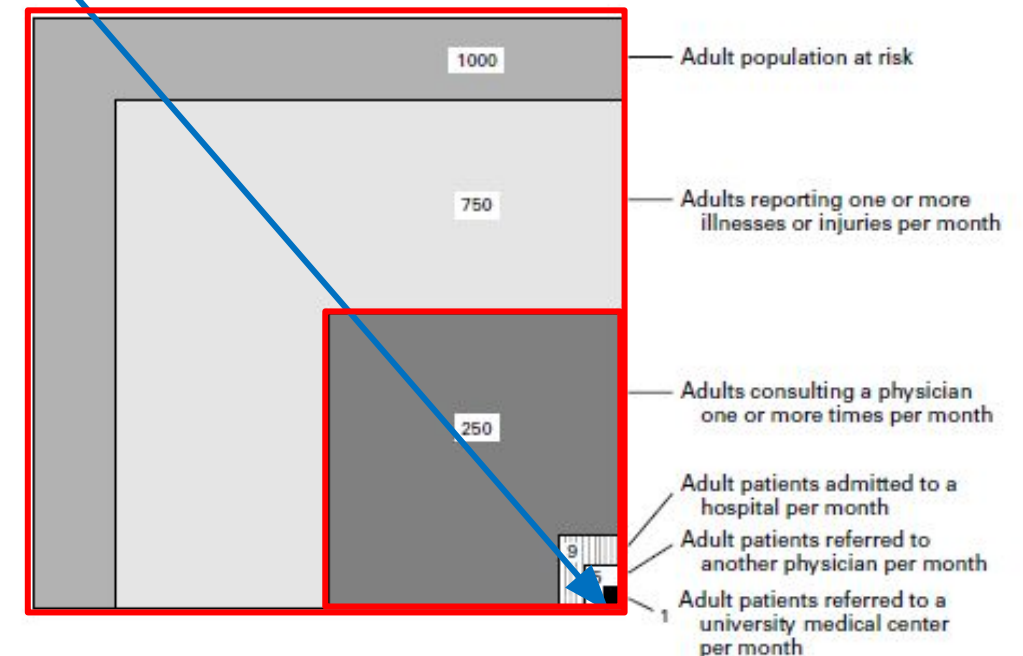 1000
Adult population at risk
750
Adults reporting one or more
illnesses or injuries per month
250
Adults consulting a physician
one or more times per month
Adult patients admitted to a
hospital per month
9
Adult patients referred to
another physician per month
5
1
Adult patients referred to a
university medical center
per month